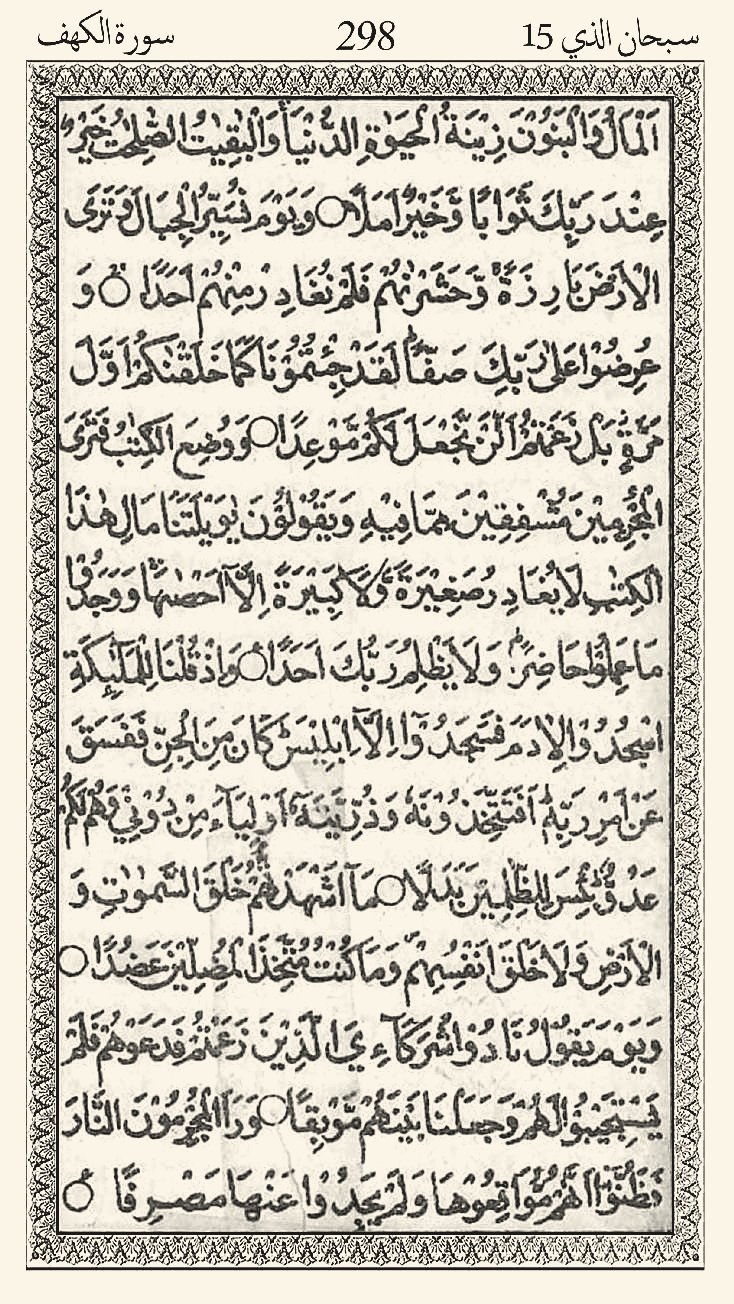 سورة الكهف 298 سبحان الذي 15
اَلْمَالُ وَالْبَنُوْنَ زِيْنَةُ الْحَيٰوةِ الدُّنْيَا وَالْبٰقِيٰتُ الصّٰلِحٰتُ خَيْرٌ
عِنْدَ رَبِّكَ ثَوَابًا وَّخَيْرٌ اَمَلًا ○ وَيَوْمَ نُسَيِّرُ الْجِبَالَ وَتَرَى
الْاَرْضَ بَارِزَةً وَّحَشَرْنٰهُمْ فَلَمْ نُغَادِرْ مِنْهُمْ اَحَدًا ○ وَ
عُرِضُوْا عَلٰى رَبِّكَ صَفًّا لَقَدْ جِئْتُمُوْنَا كَمَا خَلَقْنٰكُمْ اَوَّلَ
مَرَّةٍ بَلْ زَعَمْتُمْ اَلَّنْ نَّجْعَلَ لَكُمْ مَّوْعِدًا ○ وَوُضِعَ الْكِتٰبُ فَتَرَى
الْمُجْرِمِيْنَ مُشْفِقِيْنَ مِمَّا فِيْهِ وَيَقُوْلُوْنَ يٰوَيْلَتَنَا مَالِ هٰذَا
الْكِتٰبِ لَا يُغَادِرُ صَغِيْرَةً وَّلَا كَبِيْرَةً اِلَّاۤ اَحْصٰىهَا وَوَجَدُوْا
مَا عَمِلُوْا حَاضِرًا وَلَا يَظْلِمُ رَبُّكَ اَحَدًا ○ وَاِذْ قُلْنَا لِلْمَلٰٓئِكَةِ
اسْجُدُوْا لِاٰدَمَ فَسَجَدُوْۤا اِلَّاۤ اِبْلِيْسَ كَانَ مِنَ الْجِنِّ فَفَسَقَ
عَنْ اَمْرِ رَبِّهٖ اَفَتَتَّخِذُوْنَهٗ وَذُرِّيَّتَهٗۤ اَوْلِيَآءَ مِنْ دُوْنِيْ وَهُمْ لَكُمْ
عَدُوٌّ بِئْسَ لِلظّٰلِمِيْنَ بَدَلًا ○ مَاۤ اَشْهَدْتُّهُمْ خَلْقَ السَّمٰوٰتِ وَ
الْاَرْضِ وَلَا خَلْقَ اَنْفُسِهِمْ وَمَا كُنْتُ مُتَّخِذَ الْمُضِلِّيْنَ عَضُدًا ○
وَيَوْمَ يَقُوْلُ نَادُوْا شُرَكَآءِيَ الَّذِيْنَ زَعَمْتُمْ فَدَعَوْهُمْ فَلَمْ
يَسْتَجِيْبُوْا لَهُمْ وَجَعَلْنَا بَيْنَهُمْ مَّوْبِقًا ○ وَرَاَ الْمُجْرِمُوْنَ النَّارَ
فَظَنُّوْۤا اَنَّهُمْ مُّوَاقِعُوْهَا وَلَمْ يَجِدُوْا عَنْهَا مَصْرِفًا ○